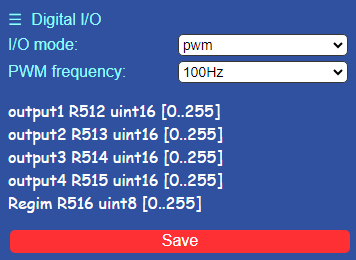 ☰ Digital I/O
I/O mode: pwm
PWM frequency: 100Hz
output1 R512 uint16 [0..255]
output2 R513 uint16 [0..255]
output3 R514 uint16 [0..255]
output4 R515 uint16 [0..255]
Regim R516 uint8 [0..255]
Save